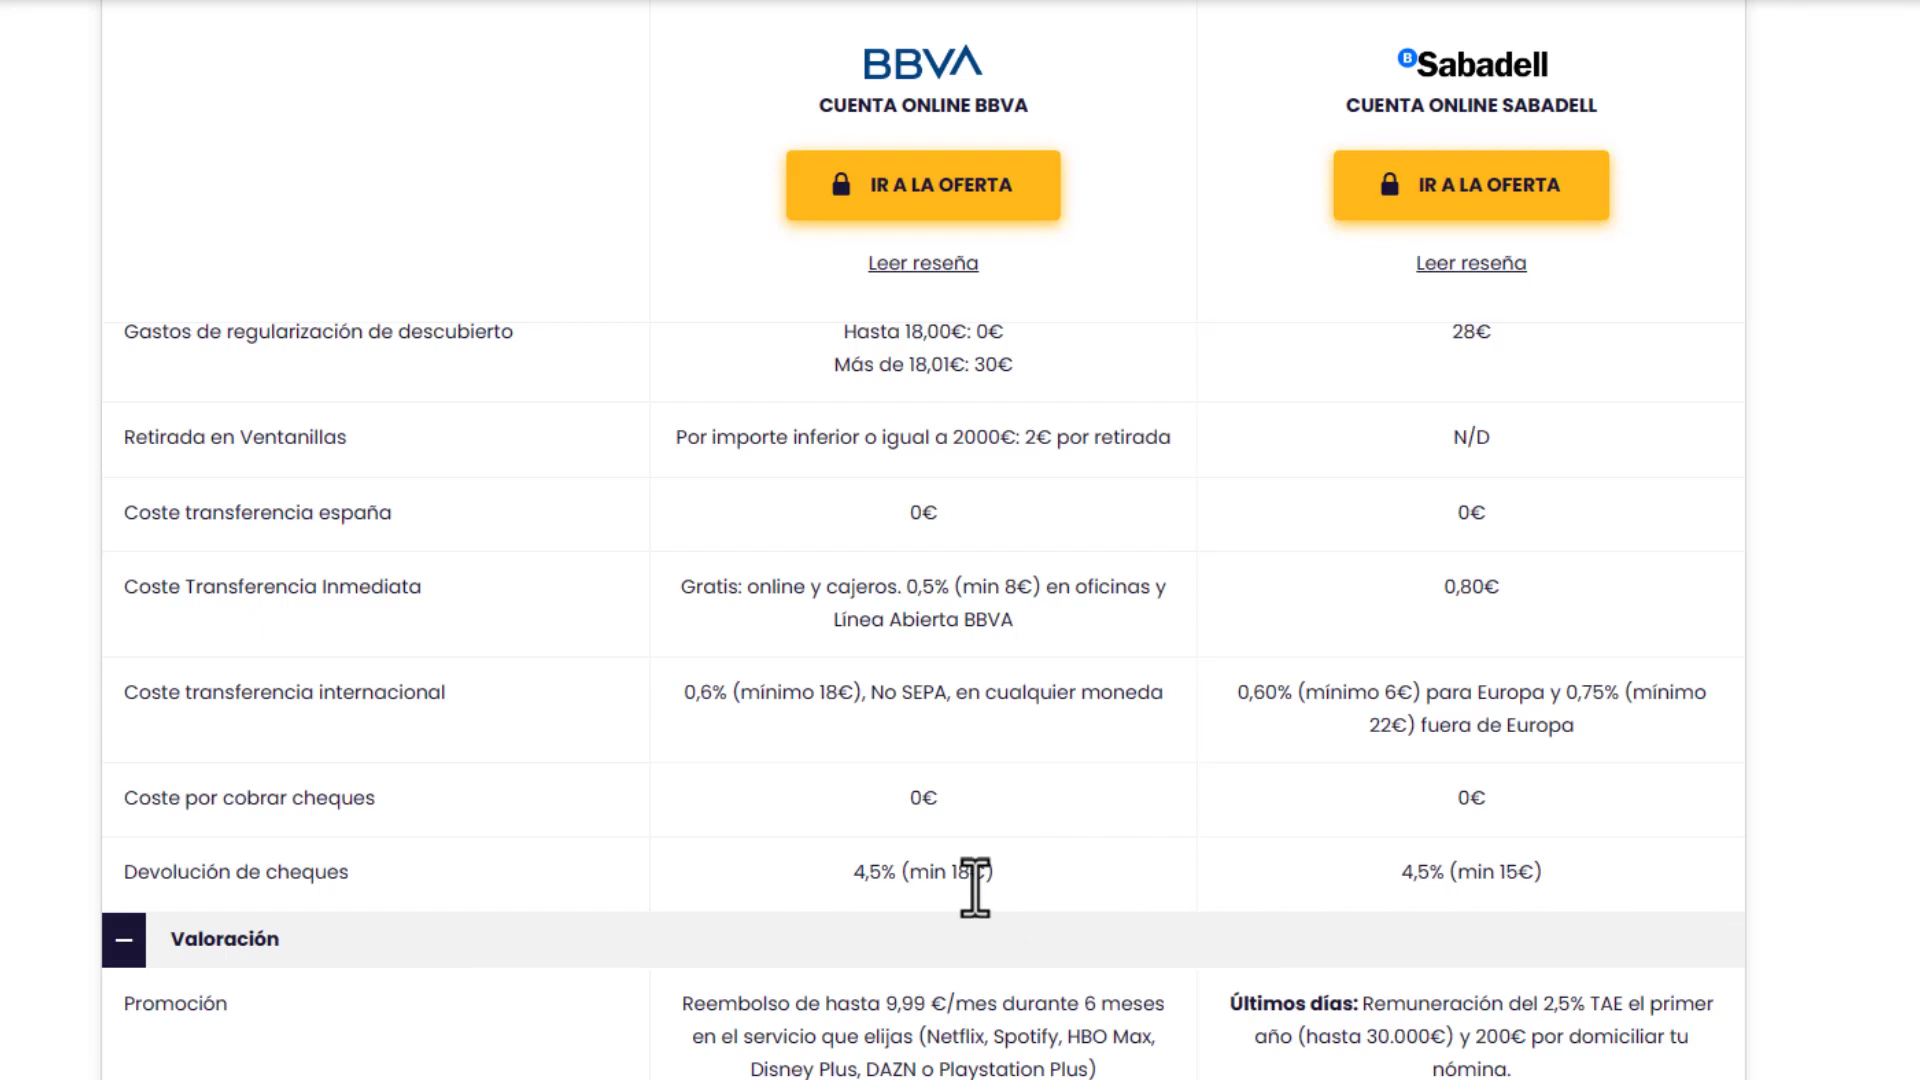 BBVA
CUENTA ONLINE BBVA
IR A LA OFERTA
Leer reseña
B Sabadell
CUENTA ONLINE SABADELL
IR A LA OFERTA
Leer reseña
Gastos de regularización de descubierto
Hasta 18,00€: 0€
Más de 18,01€: 30€
28€
Retirada en Ventanillas
Por importe inferior o igual a 2000€: 2€ por retirada
N/D
Coste transferencia españa
0€
0€
Coste Transferencia Inmediata
Gratis: online y cajeros. 0,5% (min 8€) en oficinas y
Línea Abierta BBVA
0,80€
Coste transferencia internacional
0,6% (mínimo 18€), No SEPA, en cualquier moneda
0,60% (mínimo 6€) para Europa y 0,75% (mínimo
22€) fuera de Europa
Coste por cobrar cheques
0€
0€
Devolución de cheques
4,5% (min 18€)
4,5% (min 15€)
Valoración
Promoción
Reembolso de hasta 9,99 €/mes durante 6 meses
en el servicio que elijas (Netflix, Spotify, HBO Max,
Disney Plus, DAZN o Playstation Plus)
Últimos días: Remuneración del 2,5% TAE el primer
año (hasta 30.000€) y 200€ por domiciliar tu
nómina.